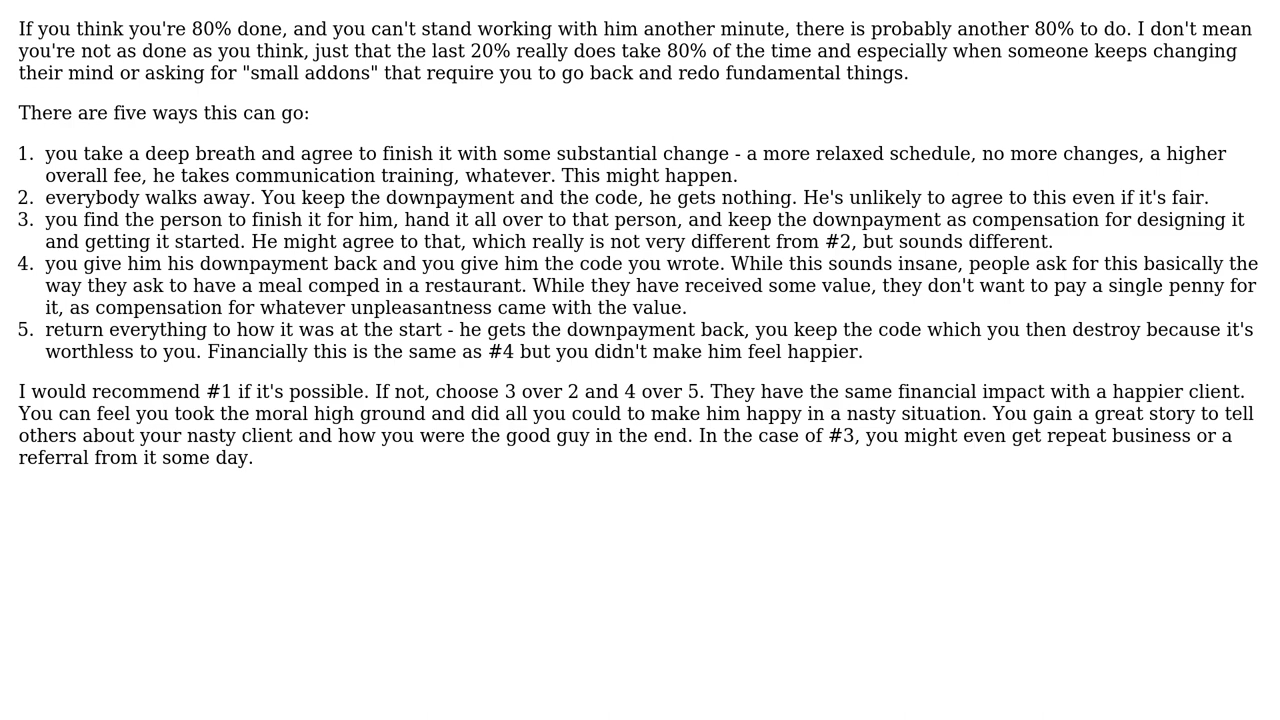 If you think you're 80% done, and you can't stand working with him another minute, there is probably another 80% to do. I don't mean
you're not as done as you think, just that the last 20% really does take 80% of the time and especially when someone keeps changing
their mind or asking for "small addons" that require you to go back and redo fundamental things.
There are five ways this can go:
1. you take a deep breath and agree to finish it with some substantial change - a more relaxed schedule, no more changes, a higher
overall fee, he takes communication training, whatever. This might happen.
2. everybody walks away. You keep the downpayment and the code, he gets nothing. He's unlikely to agree to this even if it's fair.
3. you find the person to finish it for him, hand it all over to that person, and keep the downpayment as compensation for designing it
and getting it started. He might agree to that, which really is not very different from #2, but sounds different.
4. you give him his downpayment back and you give him the code you wrote. While this sounds insane, people ask for this basically the
way they ask to have a meal comped in a restaurant. While they have received some value, they don't want to pay a single penny for
it, as compensation for whatever unpleasantness came with the value.
5. return everything to how it was at the start - he gets the downpayment back, you keep the code which you then destroy because it's
worthless to you. Financially this is the same as #4 but you didn't make him feel happier.
I would recommend #1 if it's possible. If not, choose 3 over 2 and 4 over 5. They have the same financial impact with a happier client.
You can feel you took the moral high ground and did all you could to make him happy in a nasty situation. You gain a great story to tell
others about your nasty client and how you were the good guy in the end. In the case of #3, you might even get repeat business or a
referral from it some day.